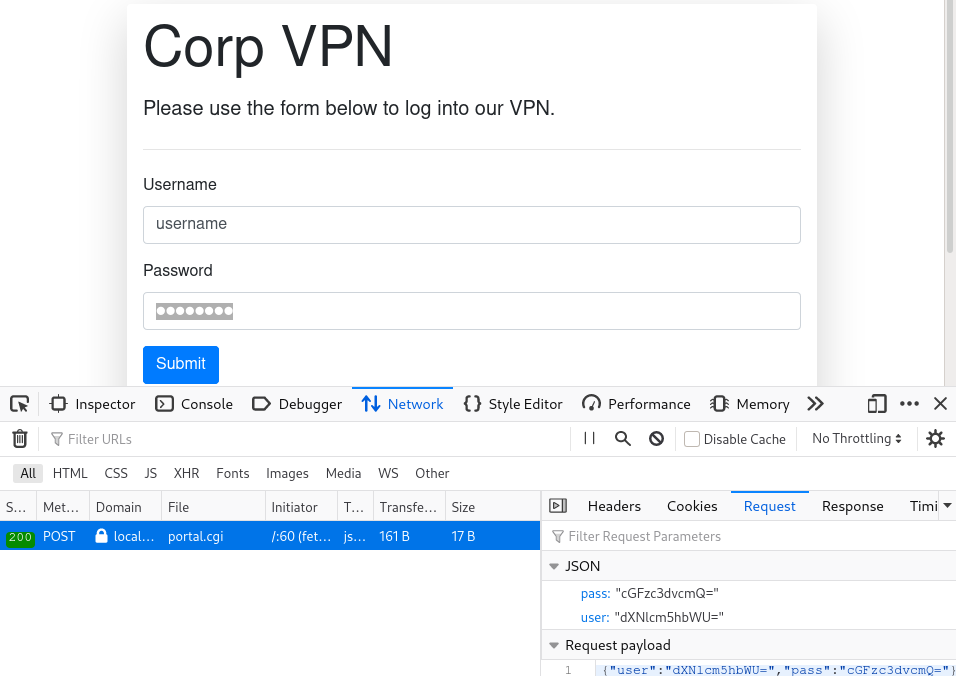 Corp VPN
Please use the form below to log into our VPN.
Username
username
Password
Submit
Inspector Console Debugger Network Style Editor Performance Memory
Filter URLs Disable Cache No Throttling
All HTML CSS JS XHR Fonts Images Media WS Other
S... Met... Domain File Initiator T... Transfe... Size Headers Cookies Request Response Timi
200 POST local... portal.cgi /:60 (fet... js... 161 B 17 B Filter Request Parameters
JSON
pass: "cGFzc3dvcmQ="
user: "dXNlcm5hbWU="
Request payload
1 {"user":"dXNlcm5hbWU=","pass":"cGFzc3dvcmQ="}